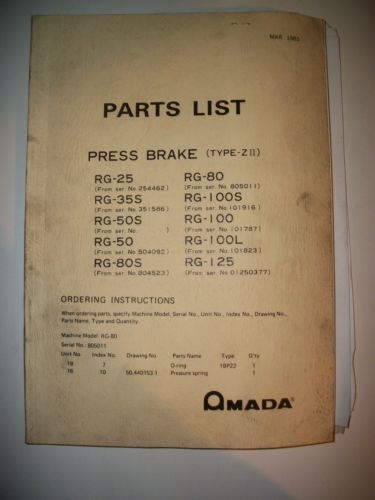 MAR. 1985
PARTS LIST
PRESS BRAKE (TYPE-ZII)
RG-25
(From ser. No. 254462)
RG-35S
(From ser. No. 351586)
RG-50S
(From ser. No. )
RG-50
(From ser. No. 504092)
RG-80S
(From ser. No. 804523)
RG-80
(From ser. No. 805011)
RG-100S
(From ser. No. 101916)
RG-100
(From ser. No. 101787)
RG-100L
(From ser. No. 101823)
RG-125
(From ser. No. 01250377)
ORDERING INSTRUCTIONS
When ordering parts, specify Machine Model, Serial No., Unit No., Index No., Drawing No.,
Parts Name, Type and Quantity.
Machine Model: RG-80
Serial No.: 805011
Unit No. Index No. Drawing No. Parts Name Type Q'ty
19 7 O-ring 1BP22 1
19 10 50.440153.1 Pressure spring 1
AMADA